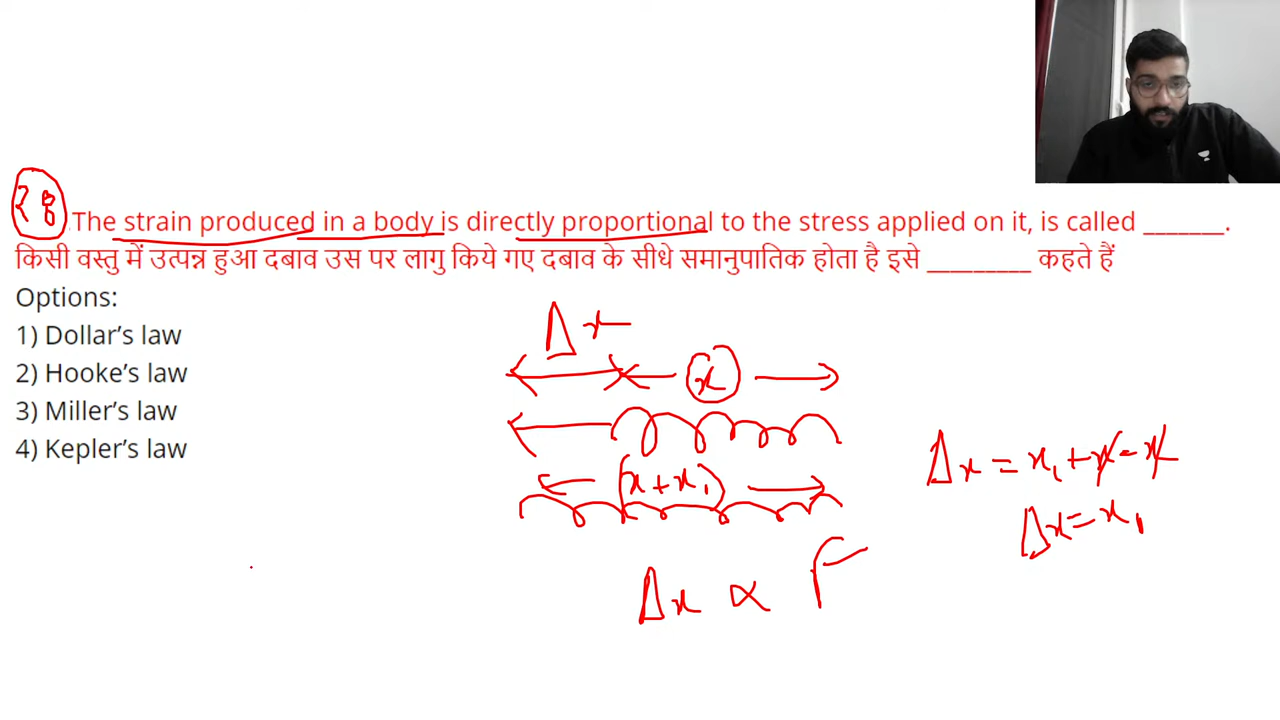 28
The strain produced in a body is directly proportional to the stress applied on it, is called _______.
किसी वस्तु में उत्पन्न हुआ दबाव उस पर लागु किये गए दबाव के सीधे समानुपातिक होता है इसे __________ कहते हैं
Options:
1) Dollar’s law
2) Hooke’s law
3) Miller’s law
4) Kepler’s law
Δx
x
(x+x₁)
Δx ∝ F
Δx = x₁+x-x
Δx = x₁